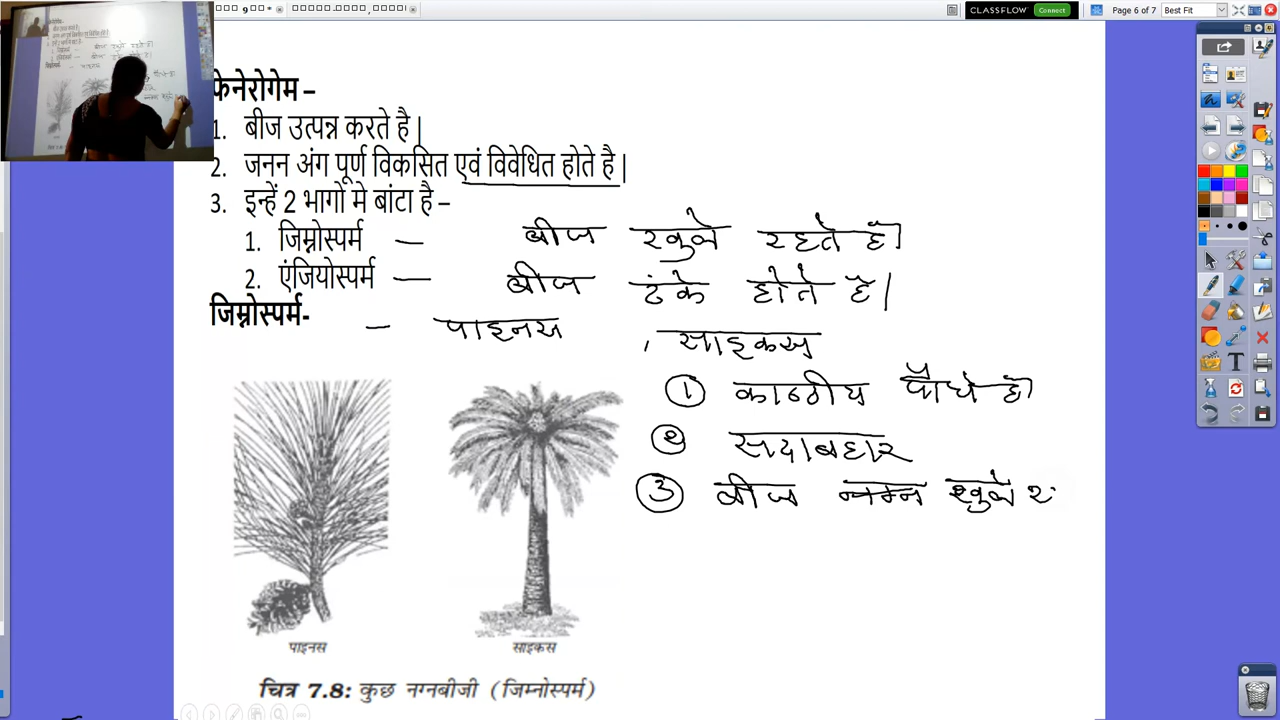 CLASSFLOW Connect Page 6 of 7 Best Fit
फेनेरोगेम –
1. बीज उत्पन्न करते है |
2. जनन अंग पूर्ण विकसित एवं विवेधित होते है |
3. इन्हें 2 भागो मे बांटा है –
1. जिम्नोस्पर्म — बीज खुले रहते हैं।
2. एंजियोस्पर्म — बीज ढंके होते है।
जिम्नोस्पर्म- – पाइनस , साइकस
① काष्ठीय पौधे है।
② सदाबहार
③ बीज नग्न खुले
पाइनस साइकस
चित्र 7.8: कुछ नग्नबीजी (जिम्नोस्पर्म)